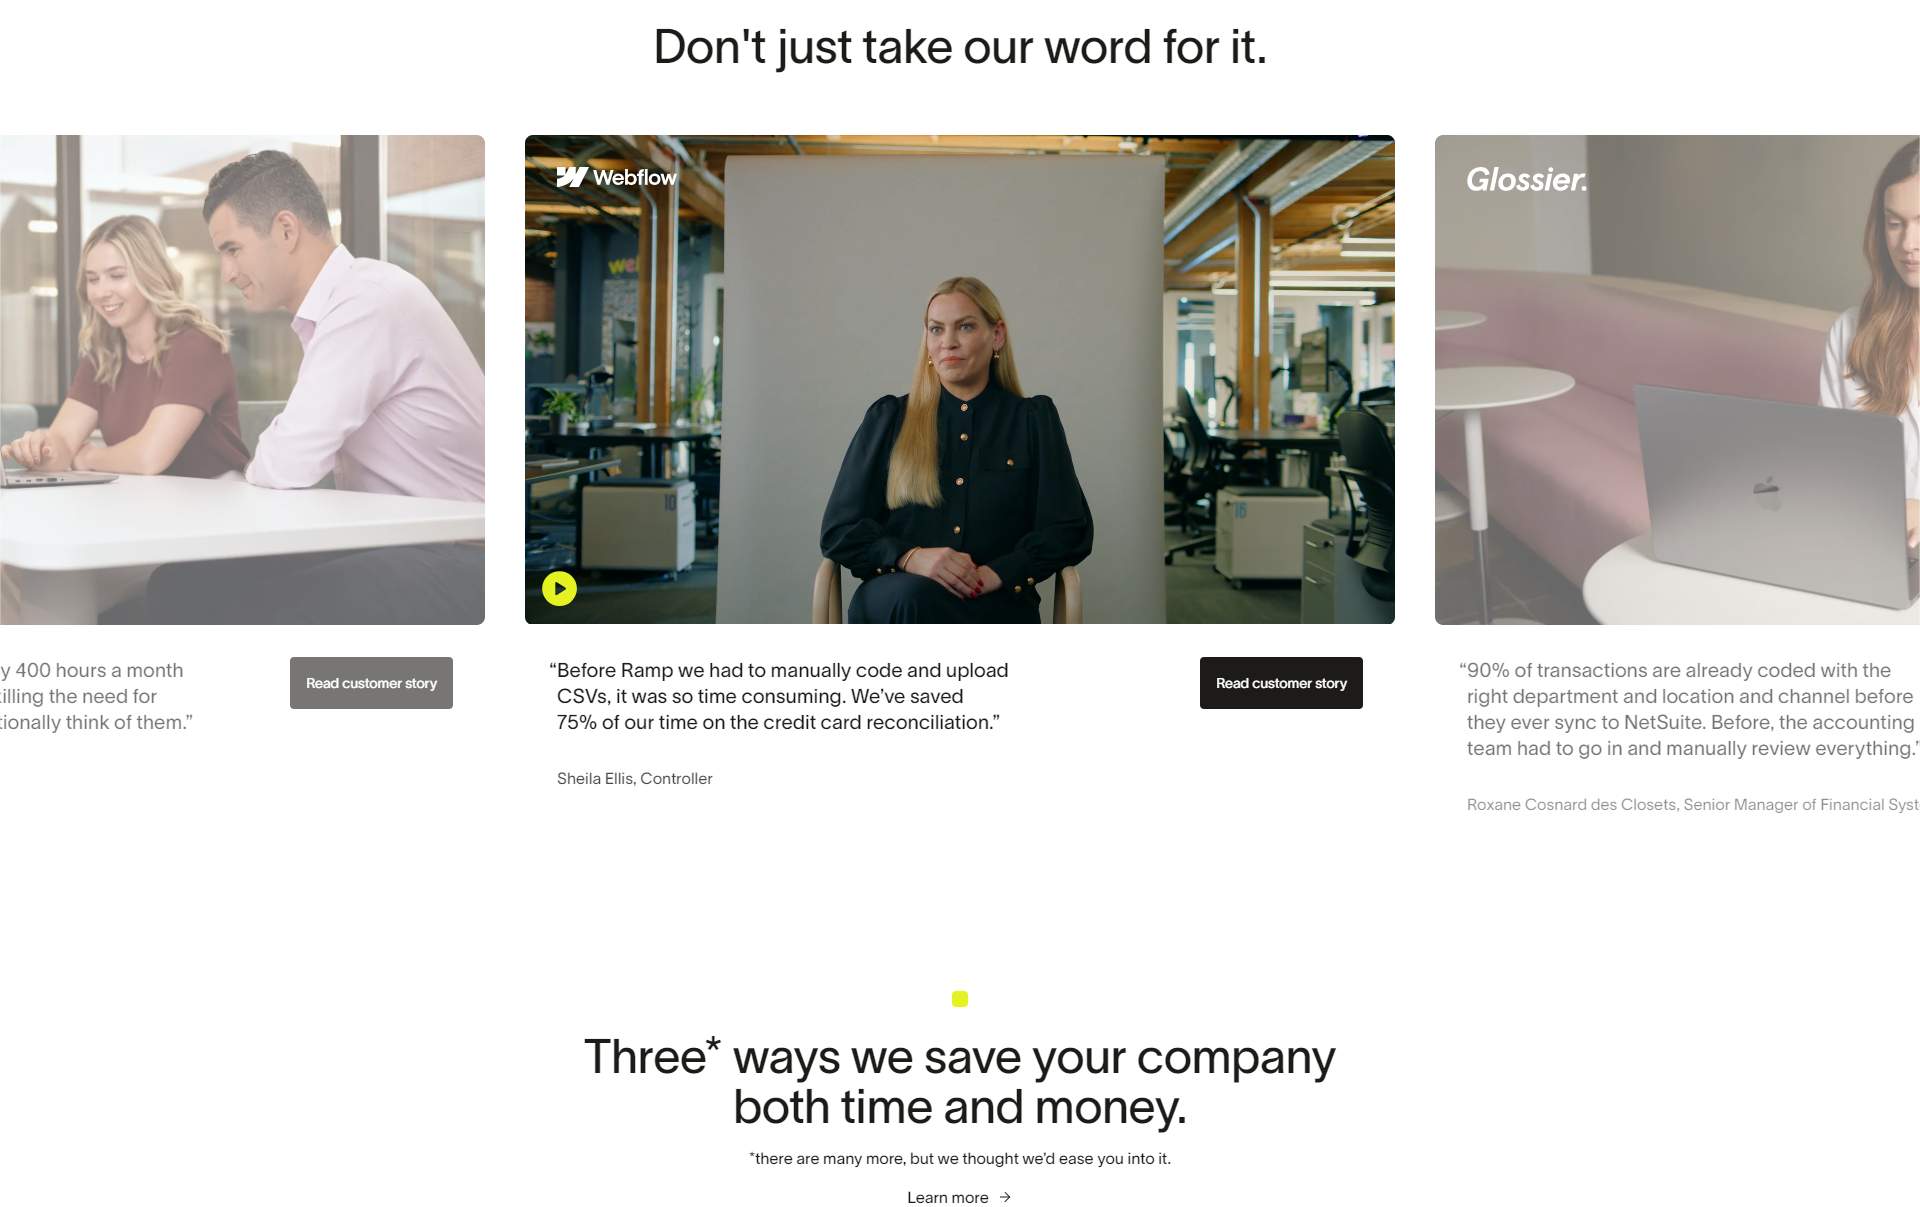 Don't just take our word for it.
Webflow
we
10
16
Glossier.
y 400 hours a month
illing the need for
tionally think of them.”
Read customer story
“Before Ramp we had to manually code and upload
CSVs, it was so time consuming. We’ve saved
75% of our time on the credit card reconciliation.”
Sheila Ellis, Controller
Read customer story
“90% of transactions are already coded with the
right department and location and channel before
they ever sync to NetSuite. Before, the accounting
team had to go in and manually review everything.”
Roxane Cosnard des Closets, Senior Manager of Financial Syst
Three* ways we save your company
both time and money.
*there are many more, but we thought we’d ease you into it.
Learn more →